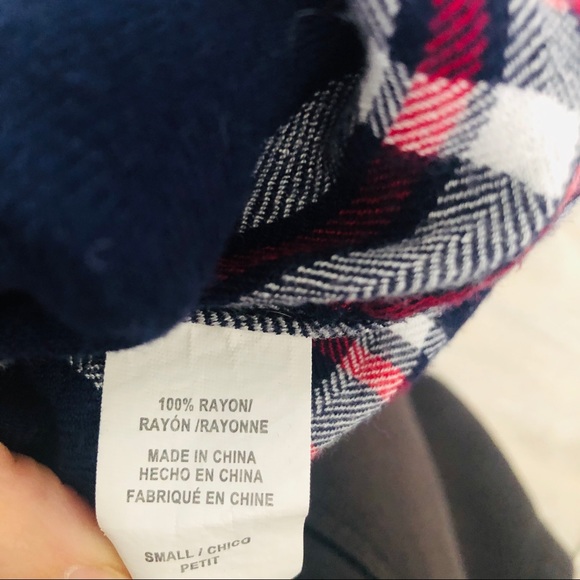 100% RAYON/
RAYÓN /RAYONNE
MADE IN CHINA
HECHO EN CHINA
FABRIQUÉ EN CHINE
SMALL / CHICO
PETIT